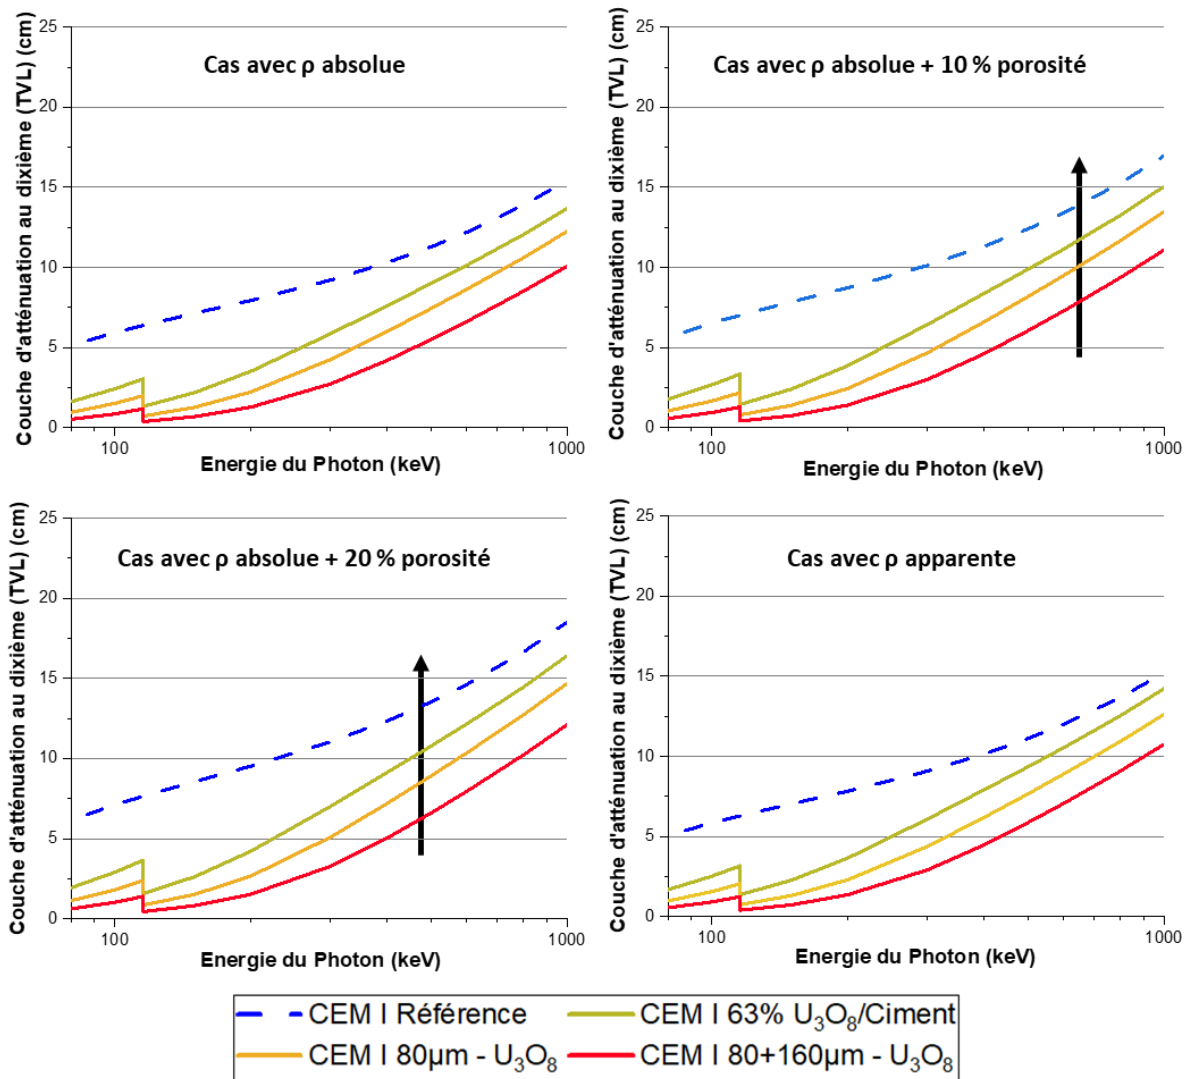 Cas avec ρ absolue
Couche d'atténuation au dixième (TVL) (cm)
25
20
15
10
5
0
100
1000
Energie du Photon (keV)
Cas avec ρ absolue + 10 % porosité
Couche d'atténuation au dixième (TVL) (cm)
25
20
15
10
5
0
100
1000
Energie du Photon (keV)
Cas avec ρ absolue + 20 % porosité
Couche d'atténuation au dixième (TVL) (cm)
25
20
15
10
5
0
100
1000
Energie du Photon (keV)
Cas avec ρ apparente
Couche d'atténuation au dixième (TVL) (cm)
25
20
15
10
5
0
100
1000
Energie du Photon (keV)
CEM I Référence
CEM I 63% U₃O₈/Ciment
CEM I 80µm - U₃O₈
CEM I 80+160µm - U₃O₈